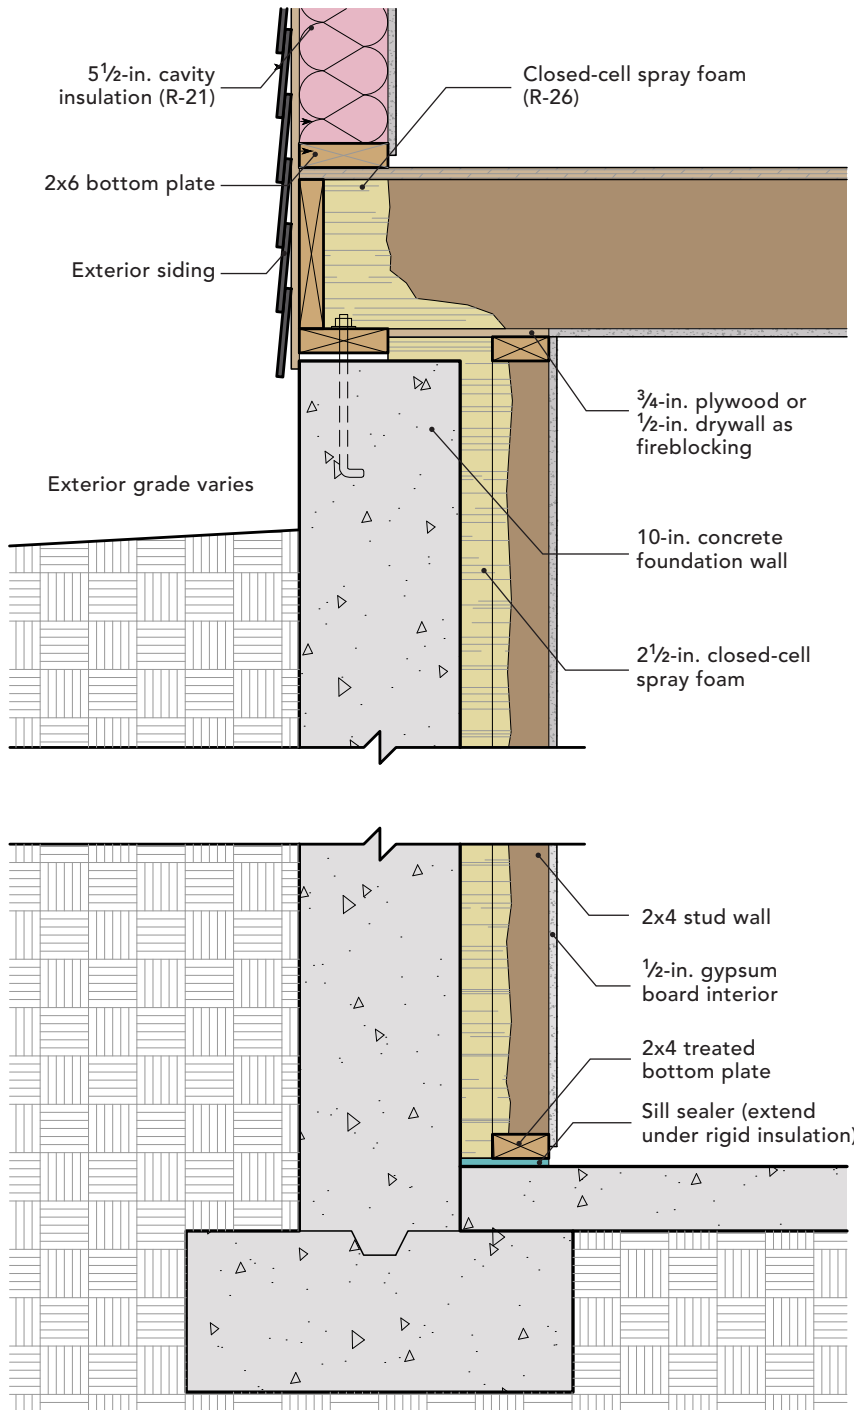 5½-in. cavity
insulation (R-21)
Closed-cell spray foam
(R-26)
2x6 bottom plate
Exterior siding
¾-in. plywood or
½-in. drywall as
fireblocking
Exterior grade varies
10-in. concrete
foundation wall
2½-in. closed-cell
spray foam
2x4 stud wall
½-in. gypsum
board interior
2x4 treated
bottom plate
Sill sealer (extend
under rigid insulation)